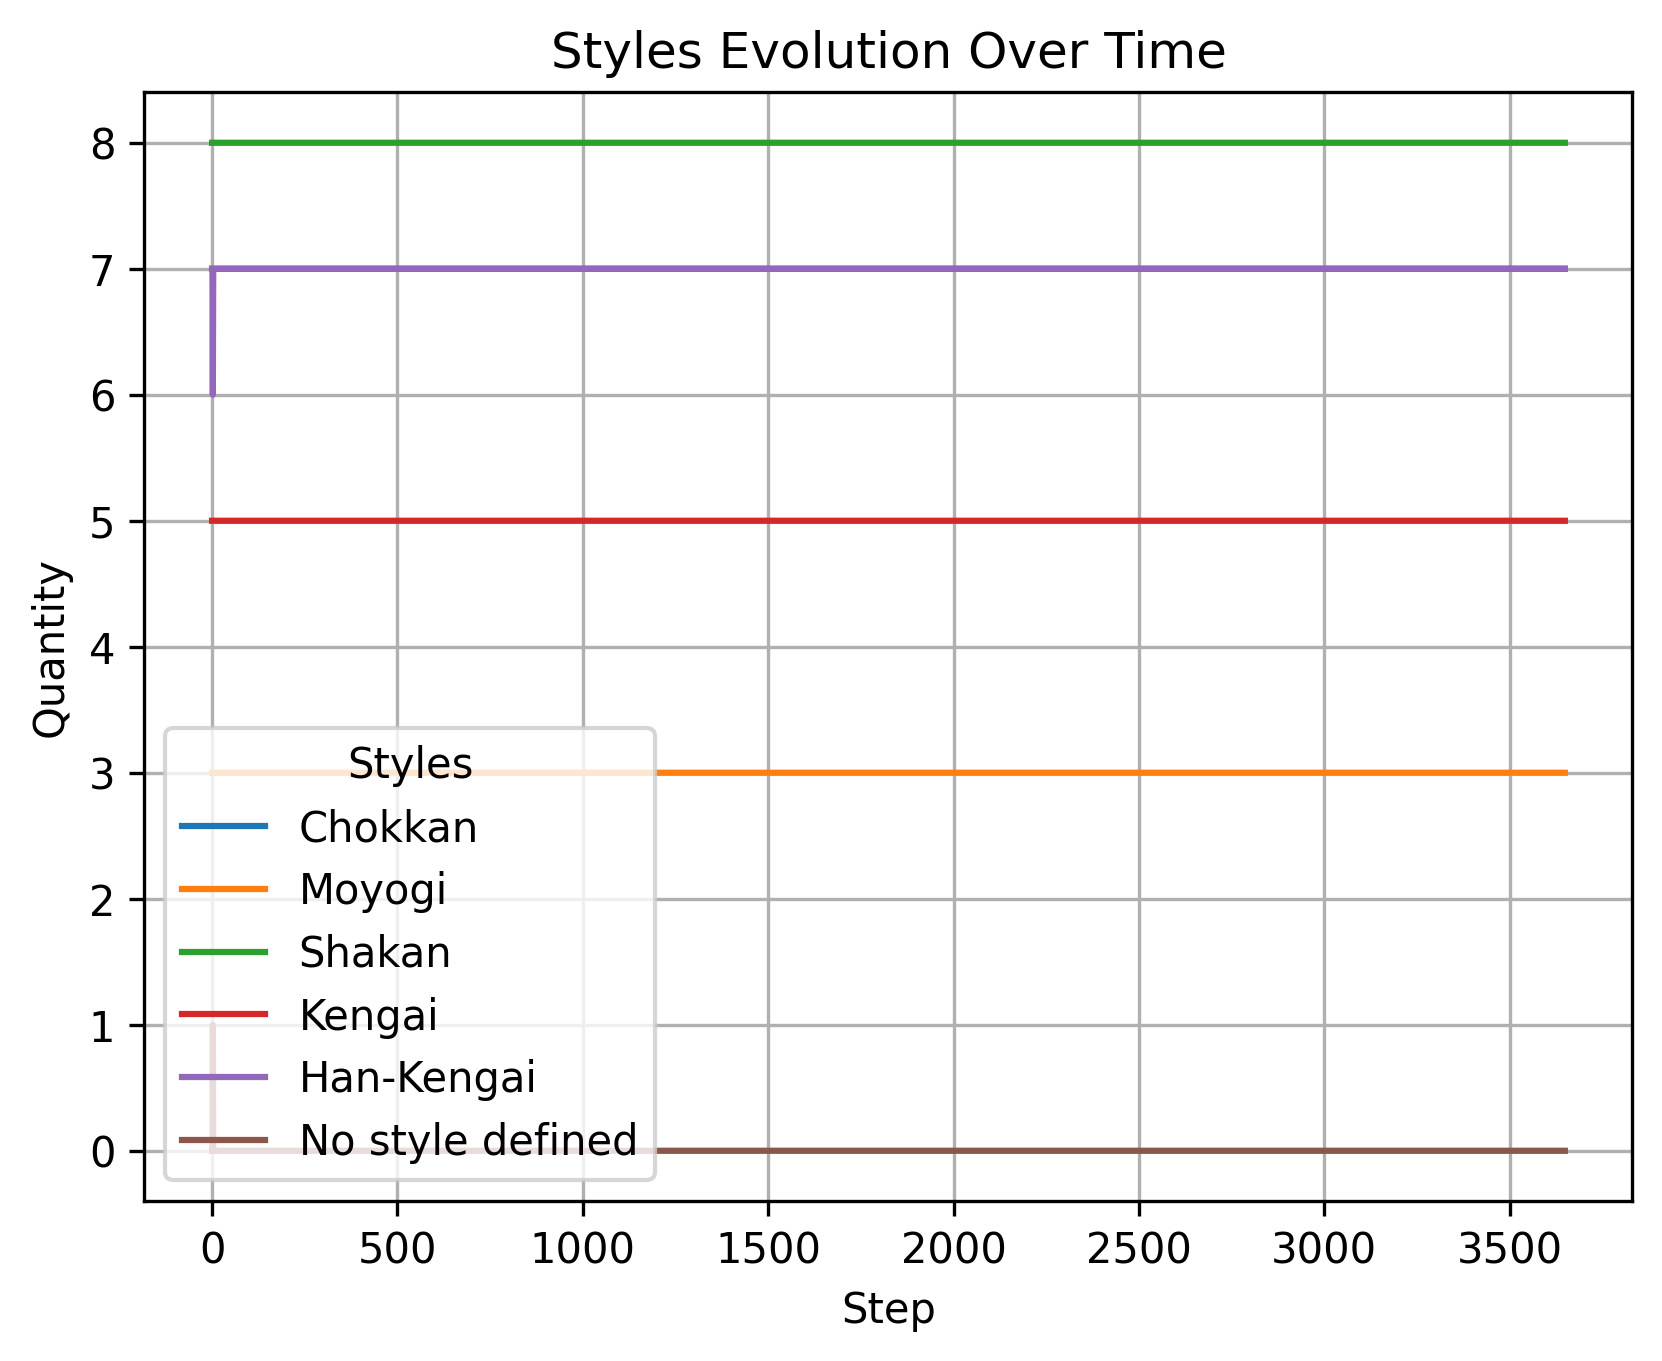 Styles Evolution Over Time
8
7
6
5
4
3
2
1
0
Quantity
Styles
Chokkan
Moyogi
Shakan
Kengai
Han-Kengai
No style defined
0 500 1000 1500 2000 2500 3000 3500
Step